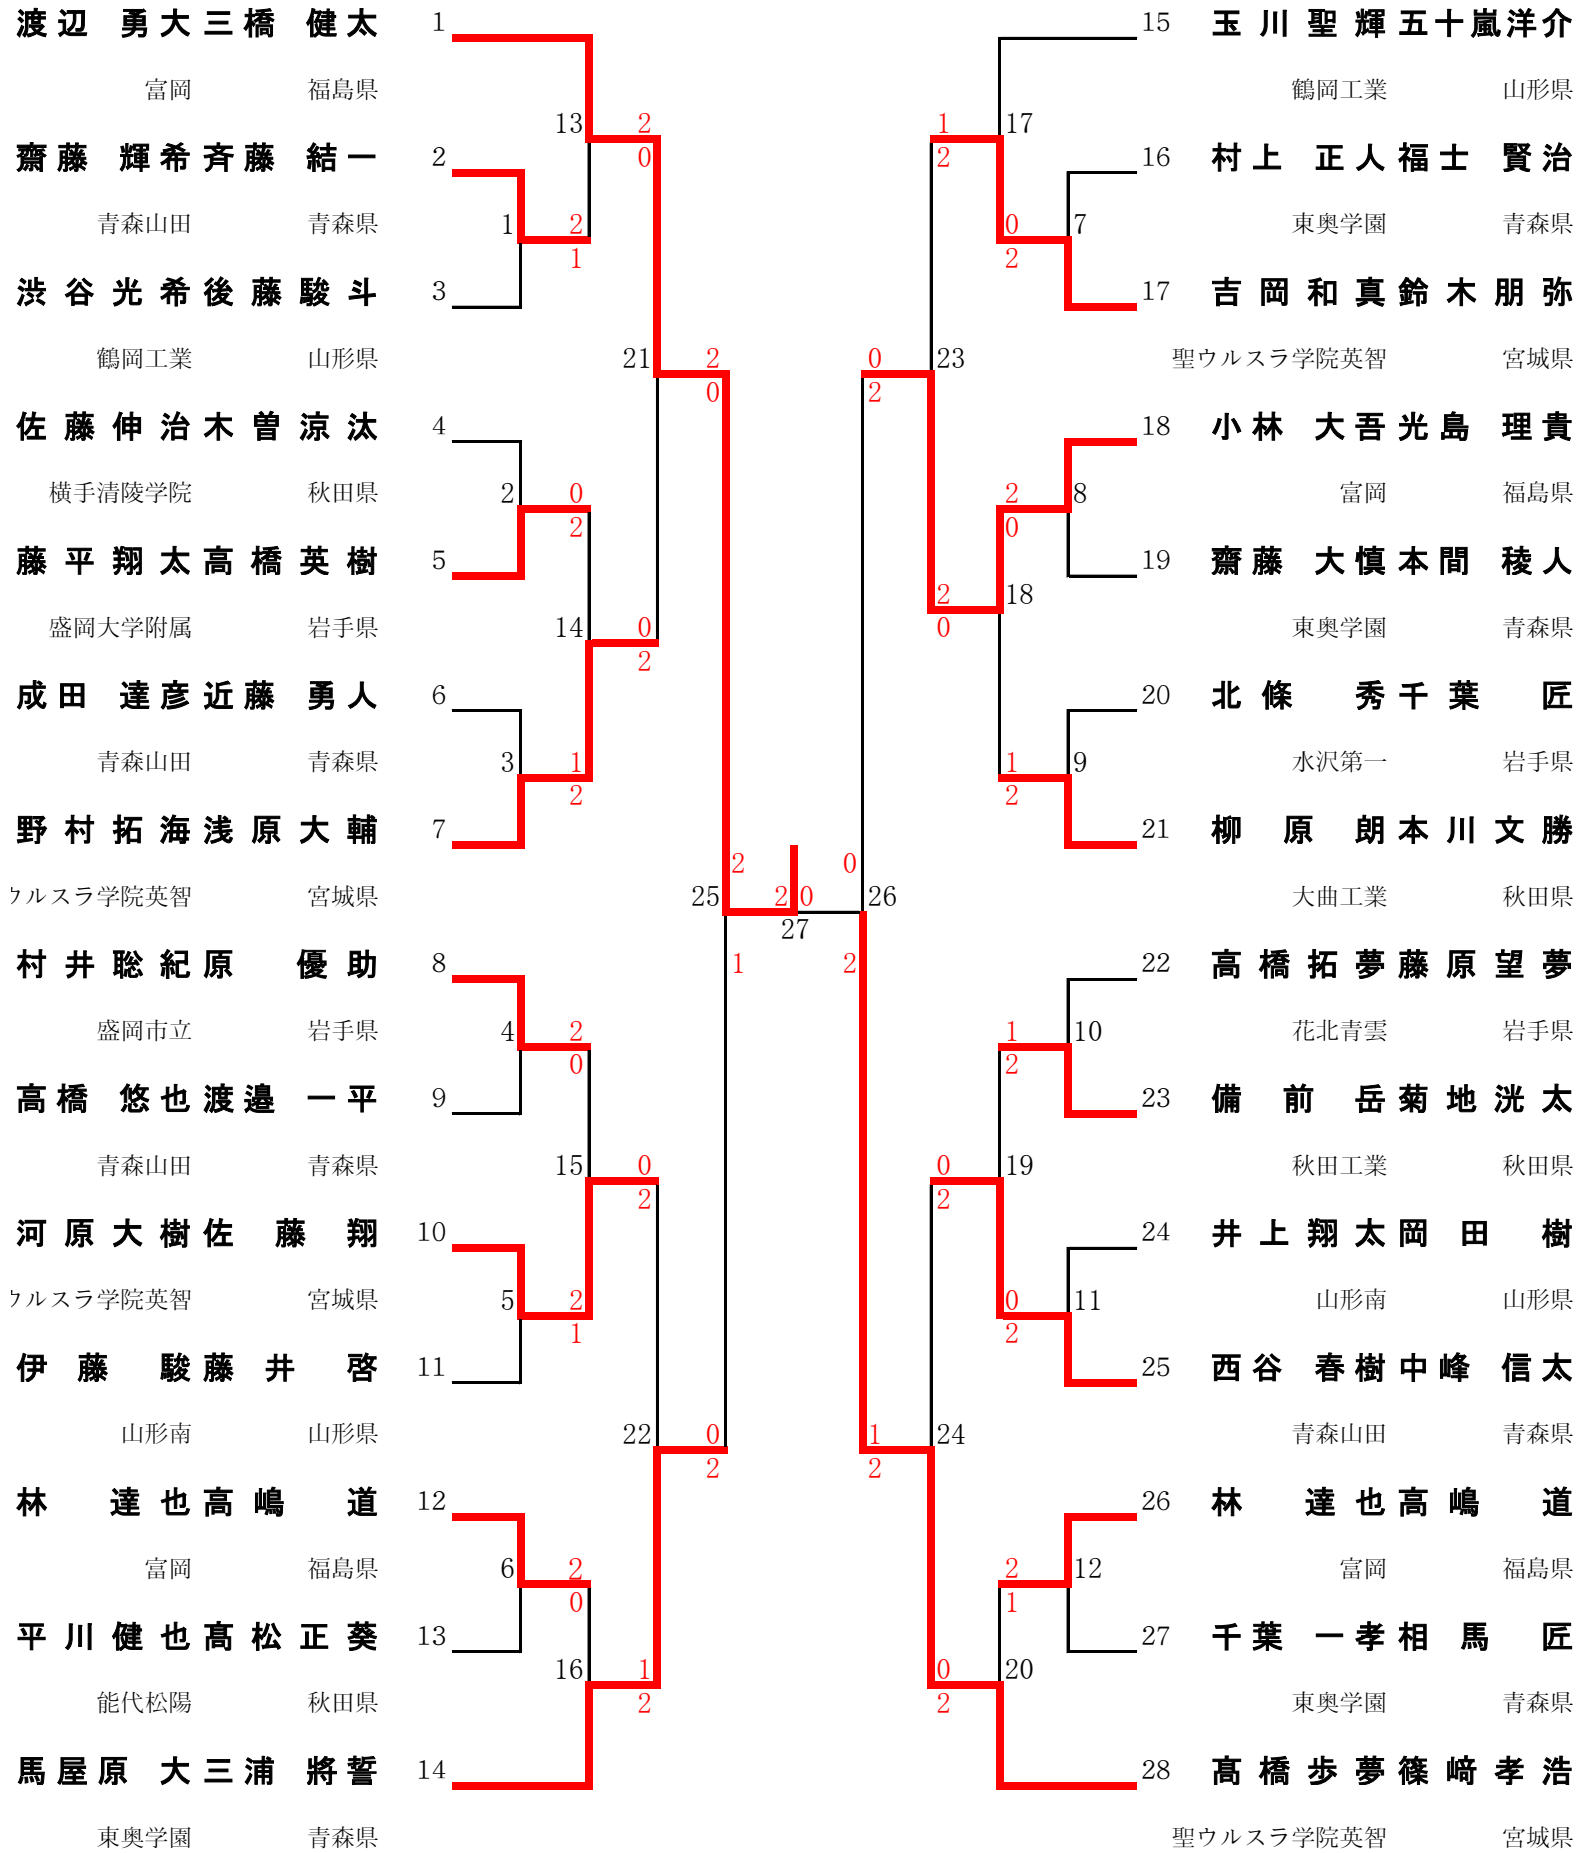 渡辺 勇大 三橋 健太 1
富岡 福島県
13 2
0
齋藤 輝希 斉藤 結一 2
青森山田 青森県
1 2
1
渋谷光希 後藤駿斗 3
鶴岡工業 山形県
21 2
0
佐藤伸治 木曽涼汰 4
横手清陵学院 秋田県
2 0
2
藤平翔太 高橋英樹 5
盛岡大学附属 岩手県
14 0
2
成田 達彦 近藤 勇人 6
青森山田 青森県
3 1
2
野村拓海 浅原大輔 7
ウルスラ学院英智 宮城県
25 2
1
村井聡紀 原 優助 8
盛岡市立 岩手県
4 2
0
高橋 悠也 渡邉 一平 9
青森山田 青森県
15 0
2
河原大樹 佐藤 翔 10
ウルスラ学院英智 宮城県
5 2
1
伊藤 駿 藤井 啓 11
山形南 山形県
22 0
2
林 達也 高嶋 道 12
富岡 福島県
6 2
0
平川健也 髙松正葵 13
能代松陽 秋田県
16 1
2
馬屋原 大 三浦 將誓 14
東奥学園 青森県
2 0
27
15 玉川聖輝 五十嵐洋介
鶴岡工業 山形県
1 17
2
16 村上 正人 福士 賢治
東奥学園 青森県
0 7
2
17 吉岡和真 鈴木朋弥
聖ウルスラ学院英智 宮城県
0 23
2
18 小林 大吾 光島 理貴
富岡 福島県
2 8
0
19 齋藤 大慎 本間 稜人
東奥学園 青森県
2 18
0
20 北條 秀 千葉 匠
水沢第一 岩手県
1 9
2
21 柳原 朗 本川文勝
大曲工業 秋田県
0 26
2
22 高橋拓夢 藤原望夢
花北青雲 岩手県
1 10
2
23 備前 岳 菊地洸太
秋田工業 秋田県
0 19
2
24 井上翔太 岡田 樹
山形南 山形県
0 11
2
25 西谷 春樹 中峰 信太
青森山田 青森県
1 24
2
26 林 達也 高嶋 道
富岡 福島県
2 12
1
27 千葉 一孝 相馬 匠
東奥学園 青森県
0 20
2
28 髙橋歩夢 篠﨑孝浩
聖ウルスラ学院英智 宮城県